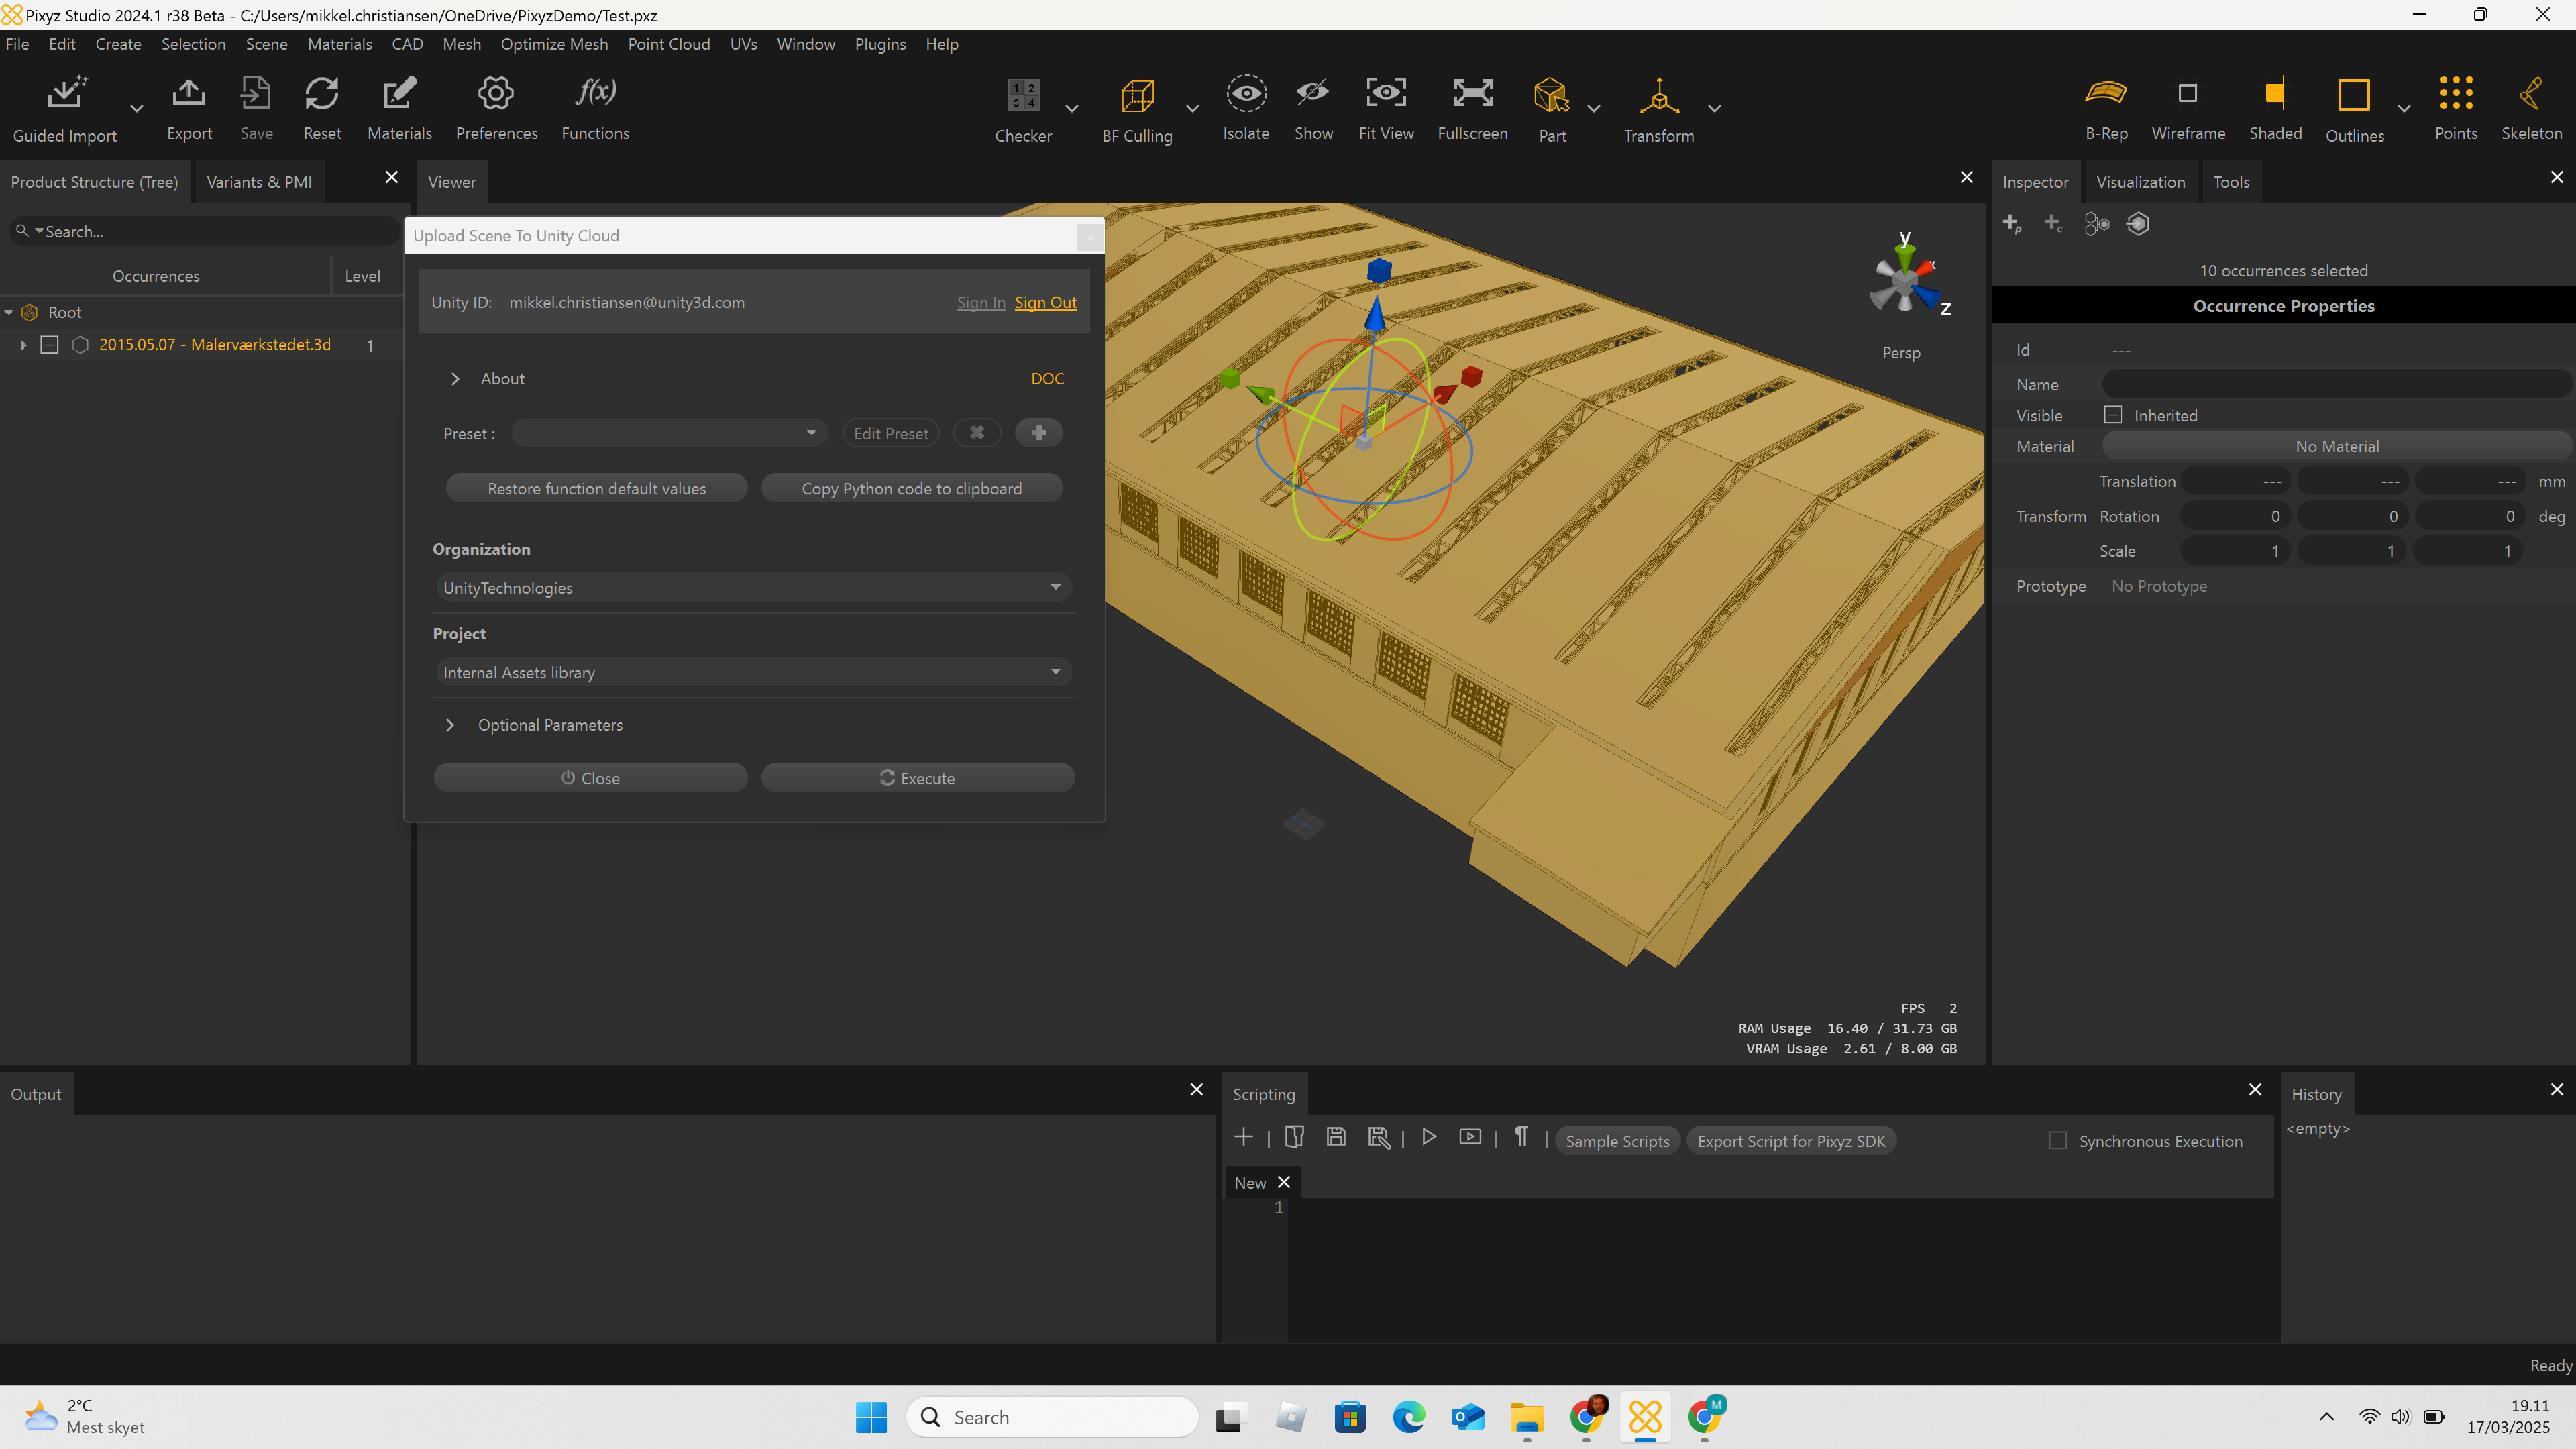 Pixyz Studio 2024.1 r38 Beta - C:/Users/mikkel.christiansen/OneDrive/PixyzDemo/Test.pxz
File Edit Create Selection Scene Materials CAD Mesh Optimize Mesh Point Cloud UVs Window Plugins Help
1 2
3 4
f(x)
Guided Import Export Save Reset Materials Preferences Functions Checker BF Culling Isolate Show Fit View Fullscreen Part Transform B-Rep Wireframe Shaded Outlines Points Skeleton
Product Structure (Tree) Variants & PMI
Search...
Occurrences Level
Root
2015.05.07 - Malerværkstedet.3d 1
Viewer
Upload Scene To Unity Cloud
Unity ID: mikkel.christiansen@unity3d.com Sign In Sign Out
About DOC
Preset : Edit Preset
Restore function default values Copy Python code to clipboard
Organization
UnityTechnologies
Project
Internal Assets library
Optional Parameters
Close Execute
y
x
z
Persp
FPS 2
RAM Usage 16.40 / 31.73 GB
VRAM Usage 2.61 / 8.00 GB
Inspector Visualization Tools
P C
10 occurrences selected
Occurrence Properties
Id ---
Name ---
Visible Inherited
Material No Material
Translation --- --- --- mm
Transform Rotation 0 0 0 deg
Scale 1 1 1
Prototype No Prototype
Output
Scripting
Sample Scripts Export Script for Pixyz SDK Synchronous Execution
New
1
History
<empty>
Ready
2°C
Mest skyet
Search
M
19.11
17/03/2025